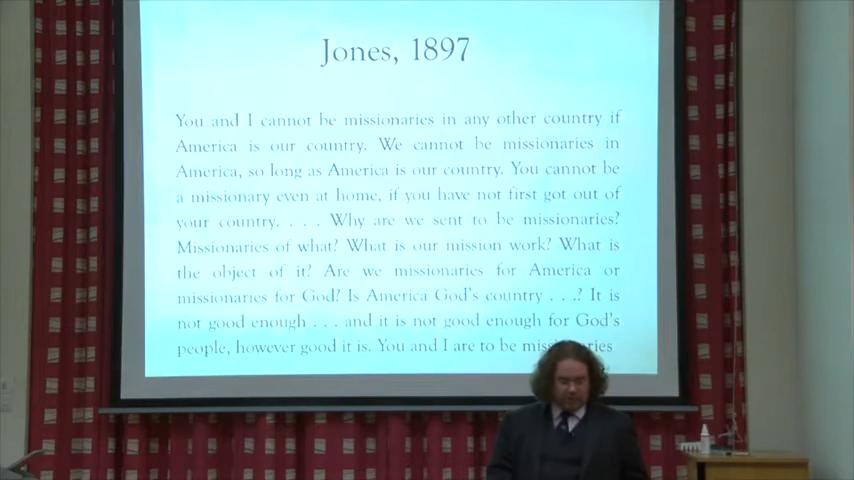 Jones, 1897
You and I cannot be missionaries in any other country if
America is our country. We cannot be missionaries in
America, so long as America is our country. You cannot be
a missionary even at home, if you have not first got out of
your country. . . . Why are we sent to be missionaries?
Missionaries of what? What is our mission work? What is
the object of it? Are we missionaries for America or
missionaries for God? Is America God's country . . .? It is
not good enough . . . and it is not good enough for God's
people, however good it is. You and I are to be